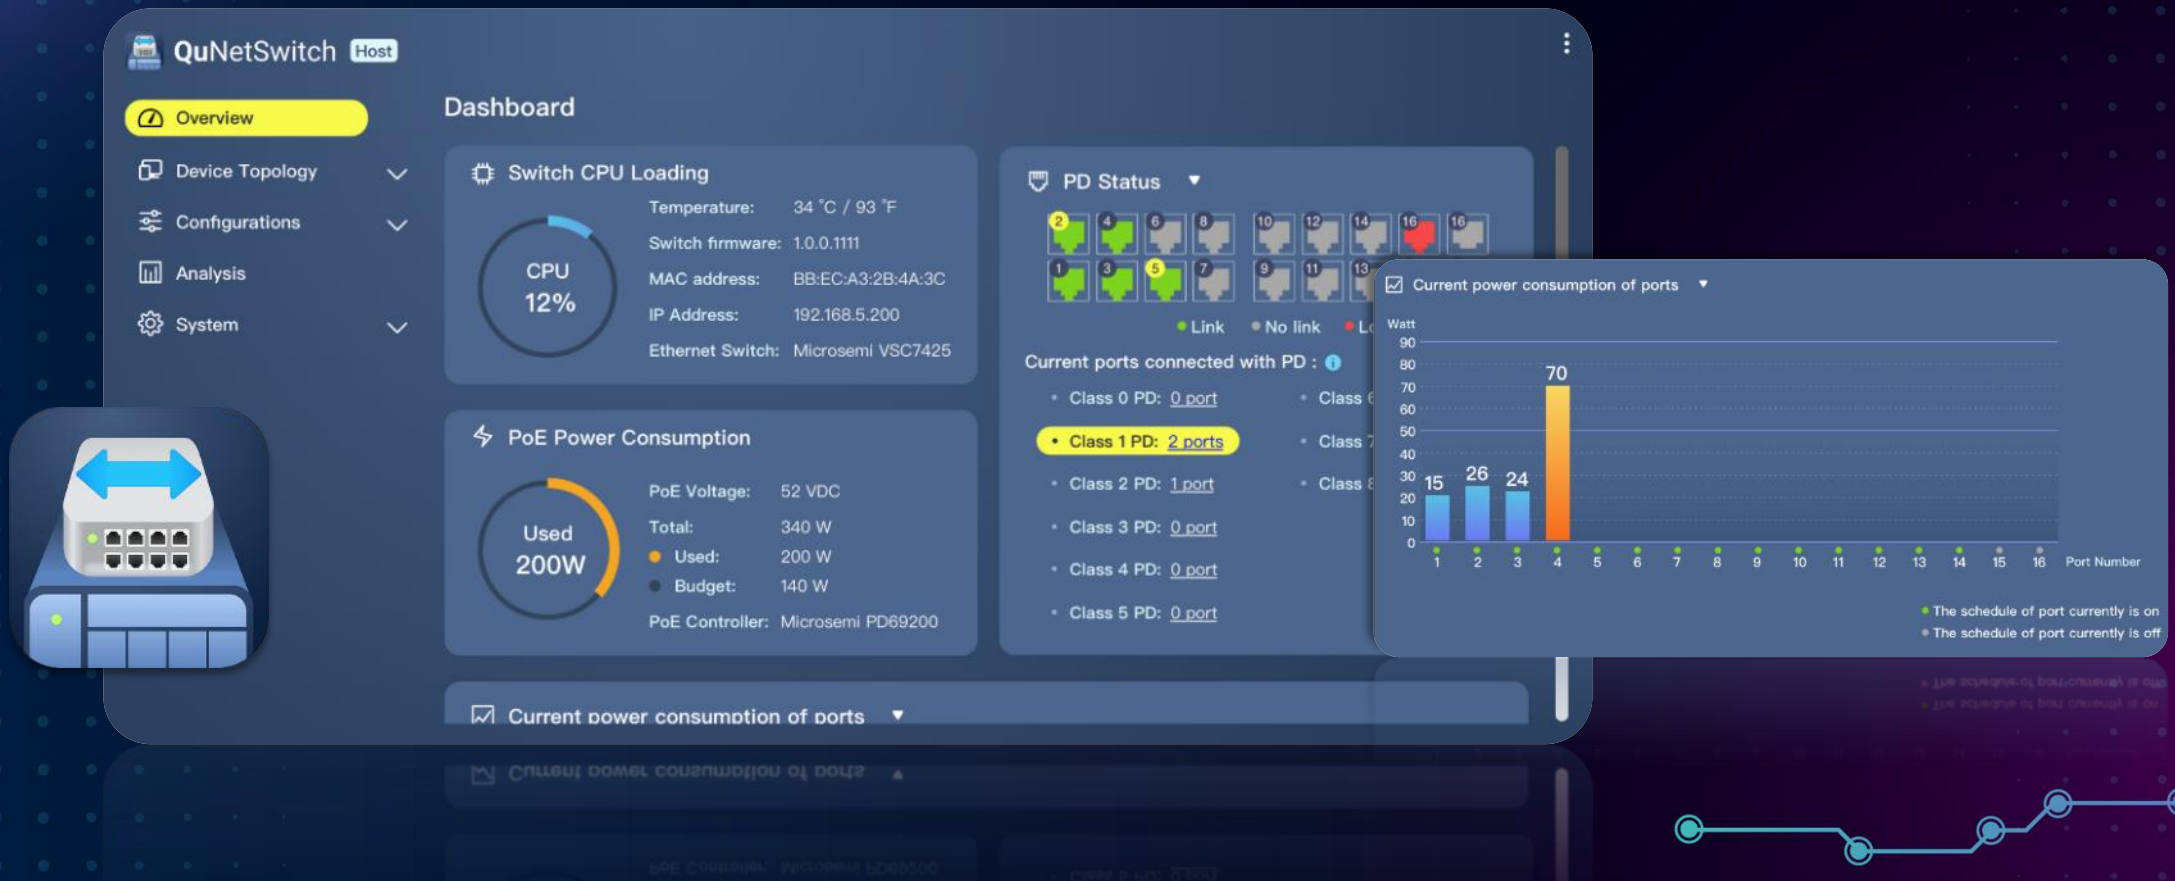 QuNetSwitch Host
Overview
Device Topology
Configurations
Analysis
System
Dashboard
Switch CPU Loading
CPU
12%
Temperature: 34 °C / 93 °F
Switch firmware: 1.0.0.1111
MAC address: BB:EC:A3:2B:4A:3C
IP Address: 192.168.5.200
Ethernet Switch: Microsemi VSC7425
PoE Power Consumption
Used
200W
PoE Voltage: 52 VDC
Total: 340 W
Used: 200 W
Budget: 140 W
PoE Controller: Microsemi PD69200
Current power consumption of ports
PD Status
2 4 6 8 10 12 14 16 16
1 3 5 7 9 11 13
Link No link
Current ports connected with PD :
Class 0 PD: 0 port Class
Class 1 PD: 2 ports Class 7
Class 2 PD: 1 port Class
Class 3 PD: 0 port
Class 4 PD: 0 port
Class 5 PD: 0 port
Current power consumption of ports
Watt
90
80
70
60
50
40
30
20
10
0
15 26 24 70
1 2 3 4 5 6 7 8 9 10 11 12 13 14 15 16 Port Number
The schedule of port currently is on
The schedule of port currently is off